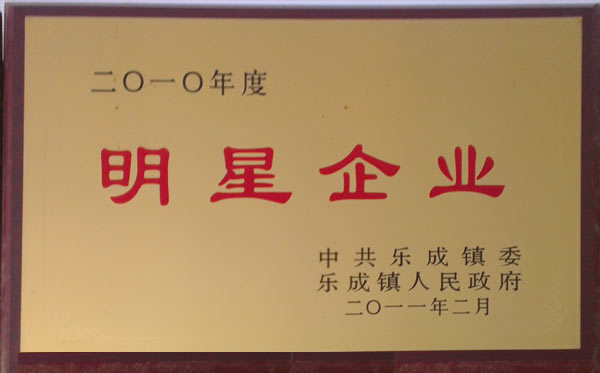 二〇一〇年度
明星企业
中共乐成镇委
乐成镇人民政府
二〇一一年二月